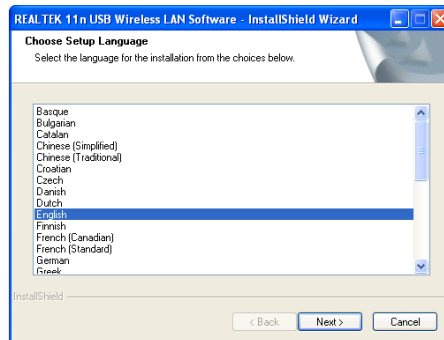 REALTEK 11n USB Wireless LAN Software - InstallShield Wizard
Choose Setup Language
Select the language for the installation from the choices below.
Basque
Bulgarian
Catalan
Chinese (Simplified)
Chinese (Traditional)
Croatian
Czech
Danish
Dutch
English
Finnish
French (Canadian)
French (Standard)
German
Greek
InstallShield
< Back Next > Cancel